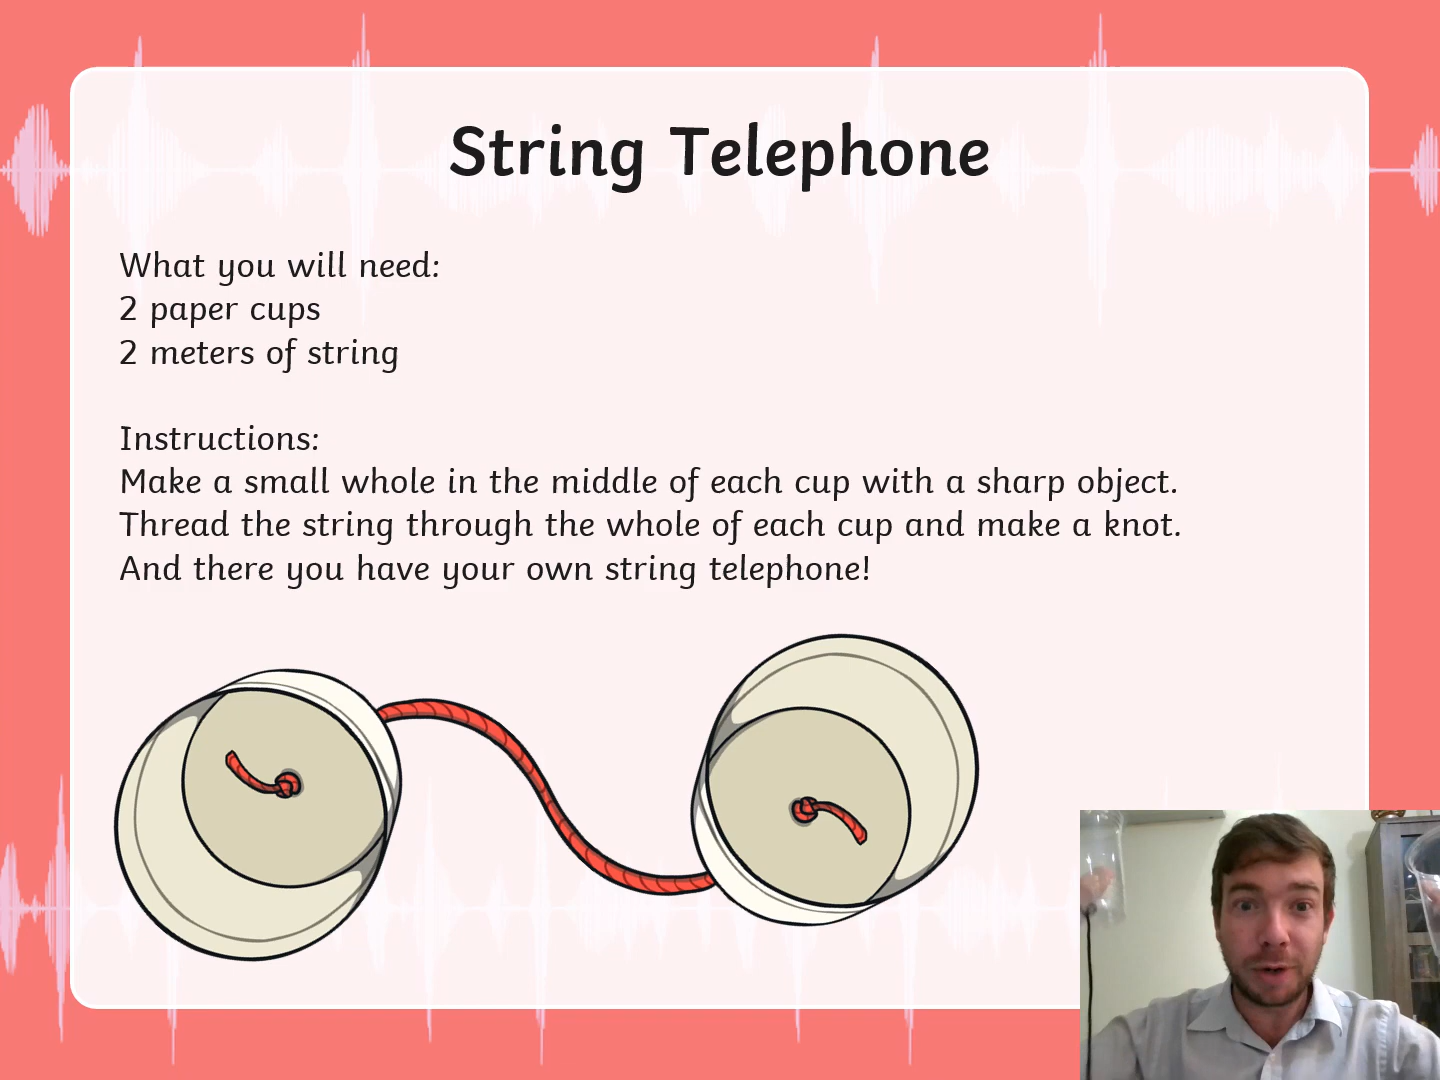 String Telephone
What you will need:
2 paper cups
2 meters of string
Instructions:
Make a small whole in the middle of each cup with a sharp object.
Thread the string through the whole of each cup and make a knot.
And there you have your own string telephone!